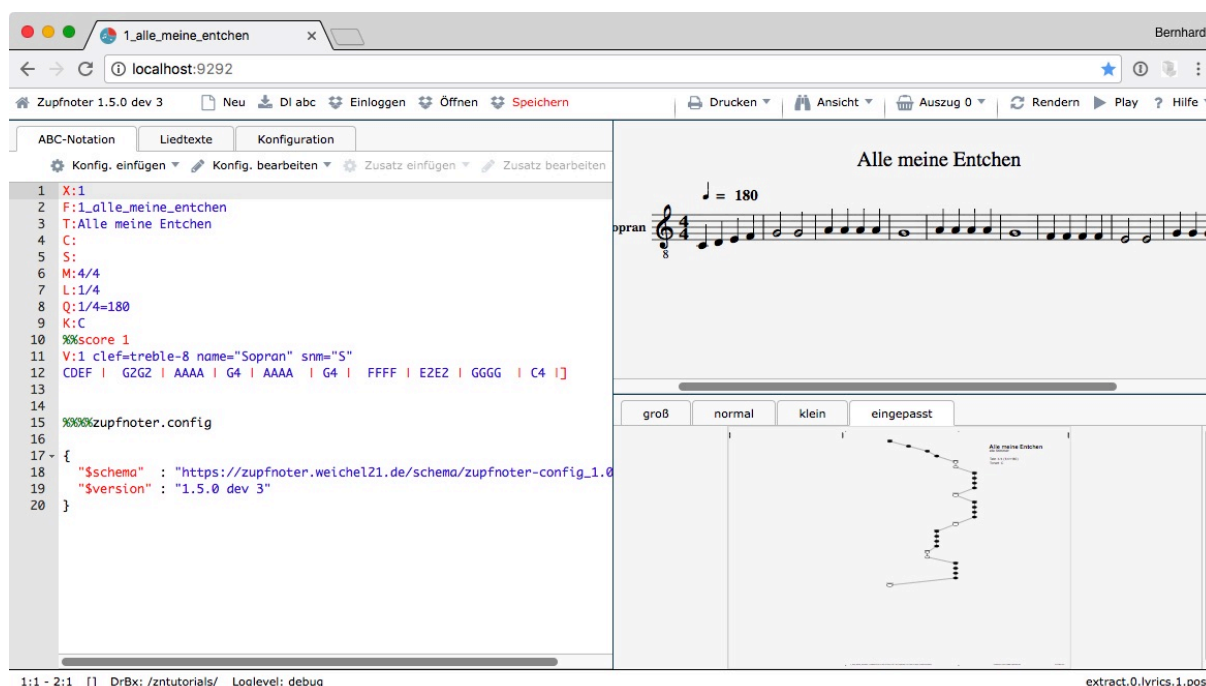 1_alle_meine_entchen
Bernhard
localhost:9292
Zupfnoter 1.5.0 dev 3 Neu Dl abc Einloggen Öffnen Speichern Drucken Ansicht Auszug 0 Rendern Play ? Hilfe
ABC-Notation Liedtexte Konfiguration
Konfig. einfügen Konfig. bearbeiten Zusatz einfügen Zusatz bearbeiten
1 X:1
2 F:1_alle_meine_entchen
3 T:Alle meine Entchen
4 C:
5 S:
6 M:4/4
7 L:1/4
8 Q:1/4=180
9 K:C
10 %%score 1
11 V:1 clef=treble-8 name="Sopran" snm="S"
12 CDEF | G2G2 | AAAA | G4 | AAAA | G4 | FFFF | E2E2 | GGGG | C4 |]
13
14
15 %%%%zupfnoter.config
16
17 {
18 "$schema" : "https://zupfnoter.weichel21.de/schema/zupfnoter-config_1.0
19 "$version" : "1.5.0 dev 3"
20 }
Alle meine Entchen
= 180
opran
4
4
8
groß normal klein eingepasst
Alle meine Entchen
1:1 - 2:1 [] DrBx: /zntutorials/ Loglevel: debug
extract.0.lyrics.1.pos